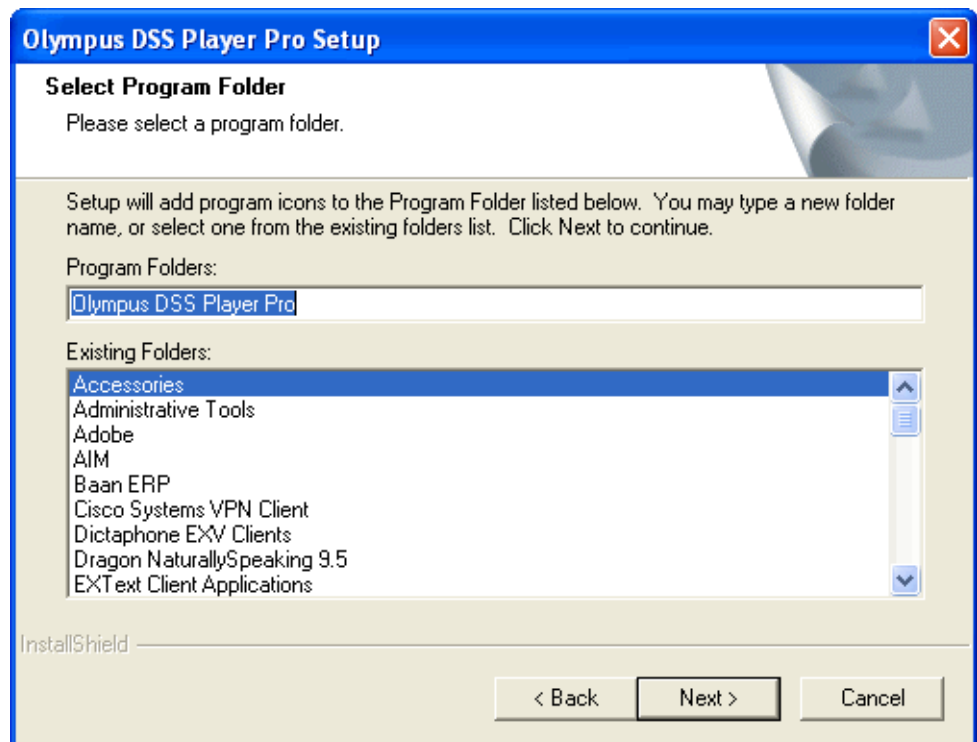 Olympus DSS Player Pro Setup
Select Program Folder
Please select a program folder.
Setup will add program icons to the Program Folder listed below.  You may type a new folder
name, or select one from the existing folders list.  Click Next to continue.
Program Folders:
Olympus DSS Player Pro
Existing Folders:
Accessories
Administrative Tools
Adobe
AIM
Baan ERP
Cisco Systems VPN Client
Dictaphone EXV Clients
Dragon NaturallySpeaking 9.5
EXText Client Applications
InstallShield
< Back
Next >
Cancel